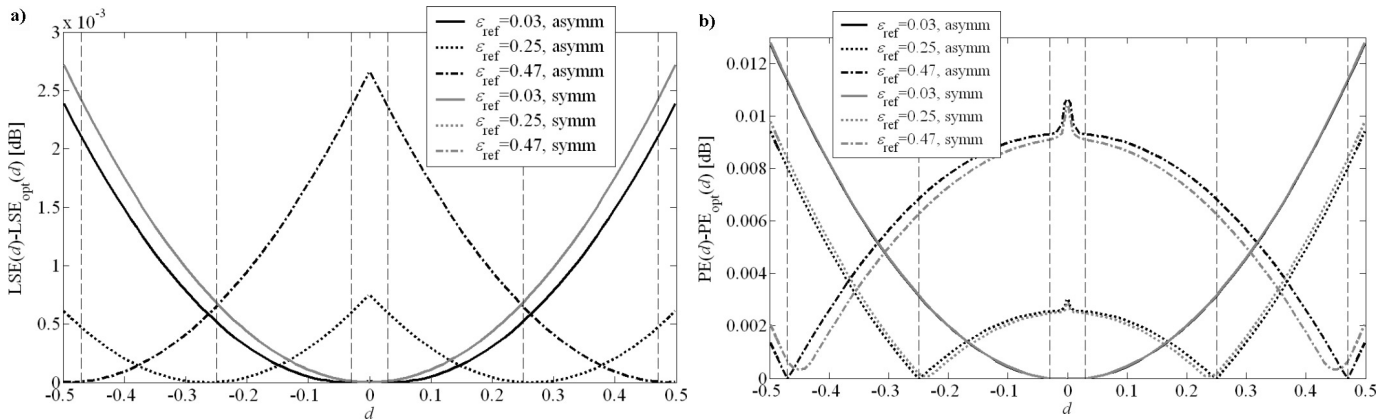 a)
3 x 10⁻³
2.5
2
1.5
1
0.5
0
LSE(d)-LSE_opt(d) [dB]
-0.5 -0.4 -0.3 -0.2 -0.1 0 0.1 0.2 0.3 0.4 0.5
d
ε_ref=0.03, asymm
ε_ref=0.25, asymm
ε_ref=0.47, asymm
ε_ref=0.03, symm
ε_ref=0.25, symm
ε_ref=0.47, symm
b)
0.012
0.01
0.008
0.006
0.004
0.002
0
PE(d)-PE_opt(d) [dB]
-0.5 -0.4 -0.3 -0.2 -0.1 0 0.1 0.2 0.3 0.4 0.5
d
ε_ref=0.03, asymm
ε_ref=0.25, asymm
ε_ref=0.47, asymm
ε_ref=0.03, symm
ε_ref=0.25, symm
ε_ref=0.47, symm